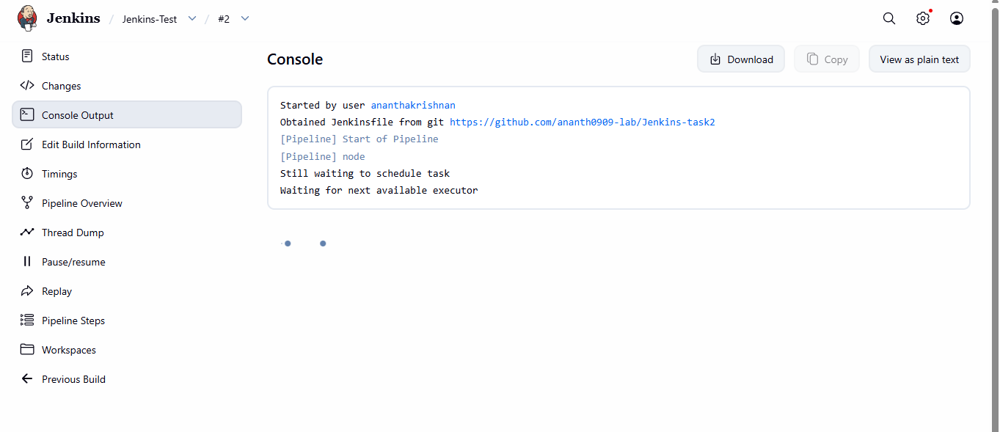 Jenkins / Jenkins-Test / #2
Status
Changes
Console Output
Edit Build Information
Timings
Pipeline Overview
Thread Dump
Pause/resume
Replay
Pipeline Steps
Workspaces
Previous Build
Console
Download
Copy
View as plain text
Started by user ananthakrishnan
Obtained Jenkinsfile from git https://github.com/ananth0909-lab/Jenkins-task2
[Pipeline] Start of Pipeline
[Pipeline] node
Still waiting to schedule task
Waiting for next available executor